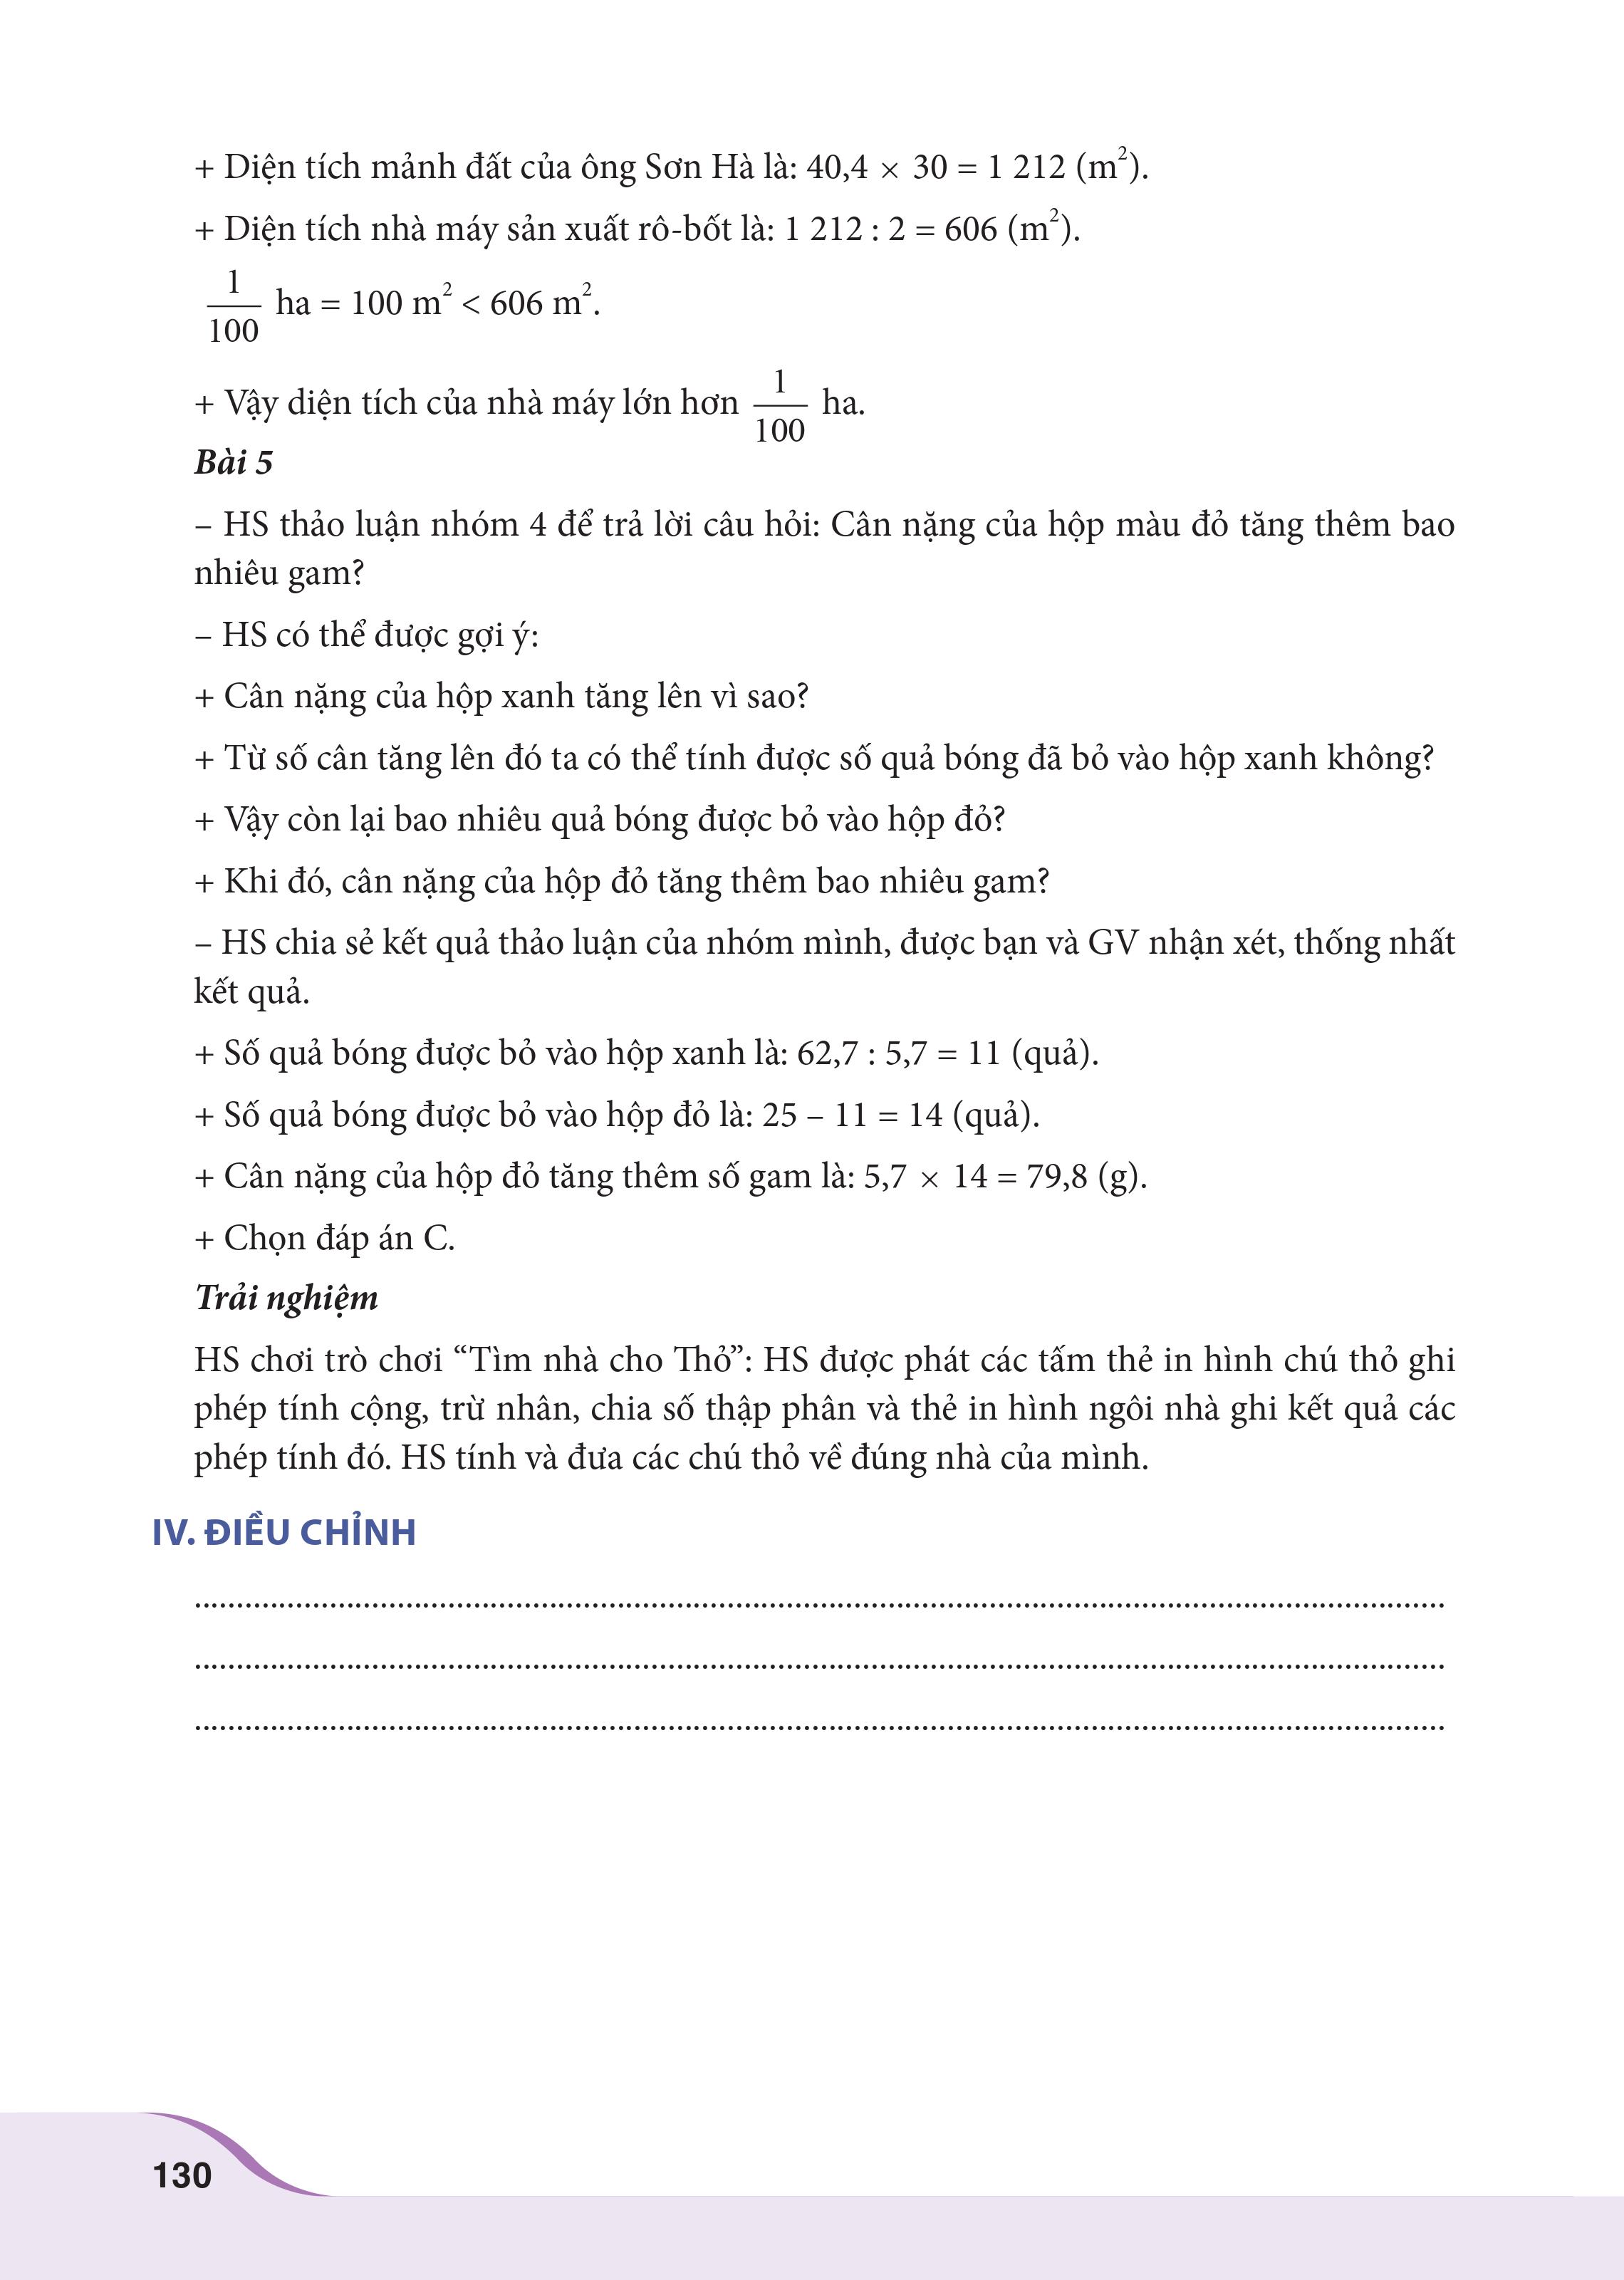 + Diện tích mảnh đất của ông Sơn Hà là: 40,4 × 30 = 1 212 (m²).
+ Diện tích nhà máy sản xuất rô-bốt là: 1 212 : 2 = 606 (m²).
1/100 ha = 100 m² < 606 m².
+ Vậy diện tích của nhà máy lớn hơn 1/100 ha.
Bài 5
– HS thảo luận nhóm 4 để trả lời câu hỏi: Cân nặng của hộp màu đỏ tăng thêm bao
nhiêu gam?
– HS có thể được gợi ý:
+ Cân nặng của hộp xanh tăng lên vì sao?
+ Từ số cân tăng lên đó ta có thể tính được số quả bóng đã bỏ vào hộp xanh không?
+ Vậy còn lại bao nhiêu quả bóng được bỏ vào hộp đỏ?
+ Khi đó, cân nặng của hộp đỏ tăng thêm bao nhiêu gam?
– HS chia sẻ kết quả thảo luận của nhóm mình, được bạn và GV nhận xét, thống nhất
kết quả.
+ Số quả bóng được bỏ vào hộp xanh là: 62,7 : 5,7 = 11 (quả).
+ Số quả bóng được bỏ vào hộp đỏ là: 25 – 11 = 14 (quả).
+ Cân nặng của hộp đỏ tăng thêm số gam là: 5,7 × 14 = 79,8 (g).
+ Chọn đáp án C.
Trải nghiệm
HS chơi trò chơi “Tìm nhà cho Thỏ”: HS được phát các tấm thẻ in hình chú thỏ ghi
phép tính cộng, trừ nhân, chia số thập phân và thẻ in hình ngôi nhà ghi kết quả các
phép tính đó. HS tính và đưa các chú thỏ về đúng nhà của mình.
IV. ĐIỀU CHỈNH
130